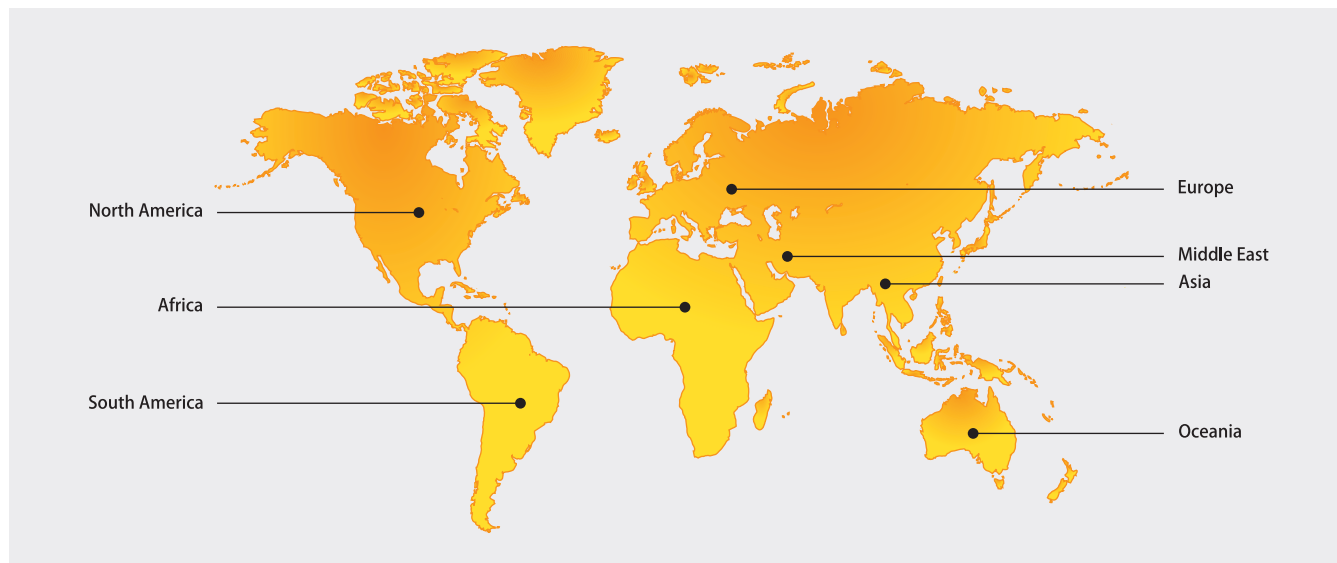 North America
Africa
South America
Europe
Middle East
Asia
Oceania